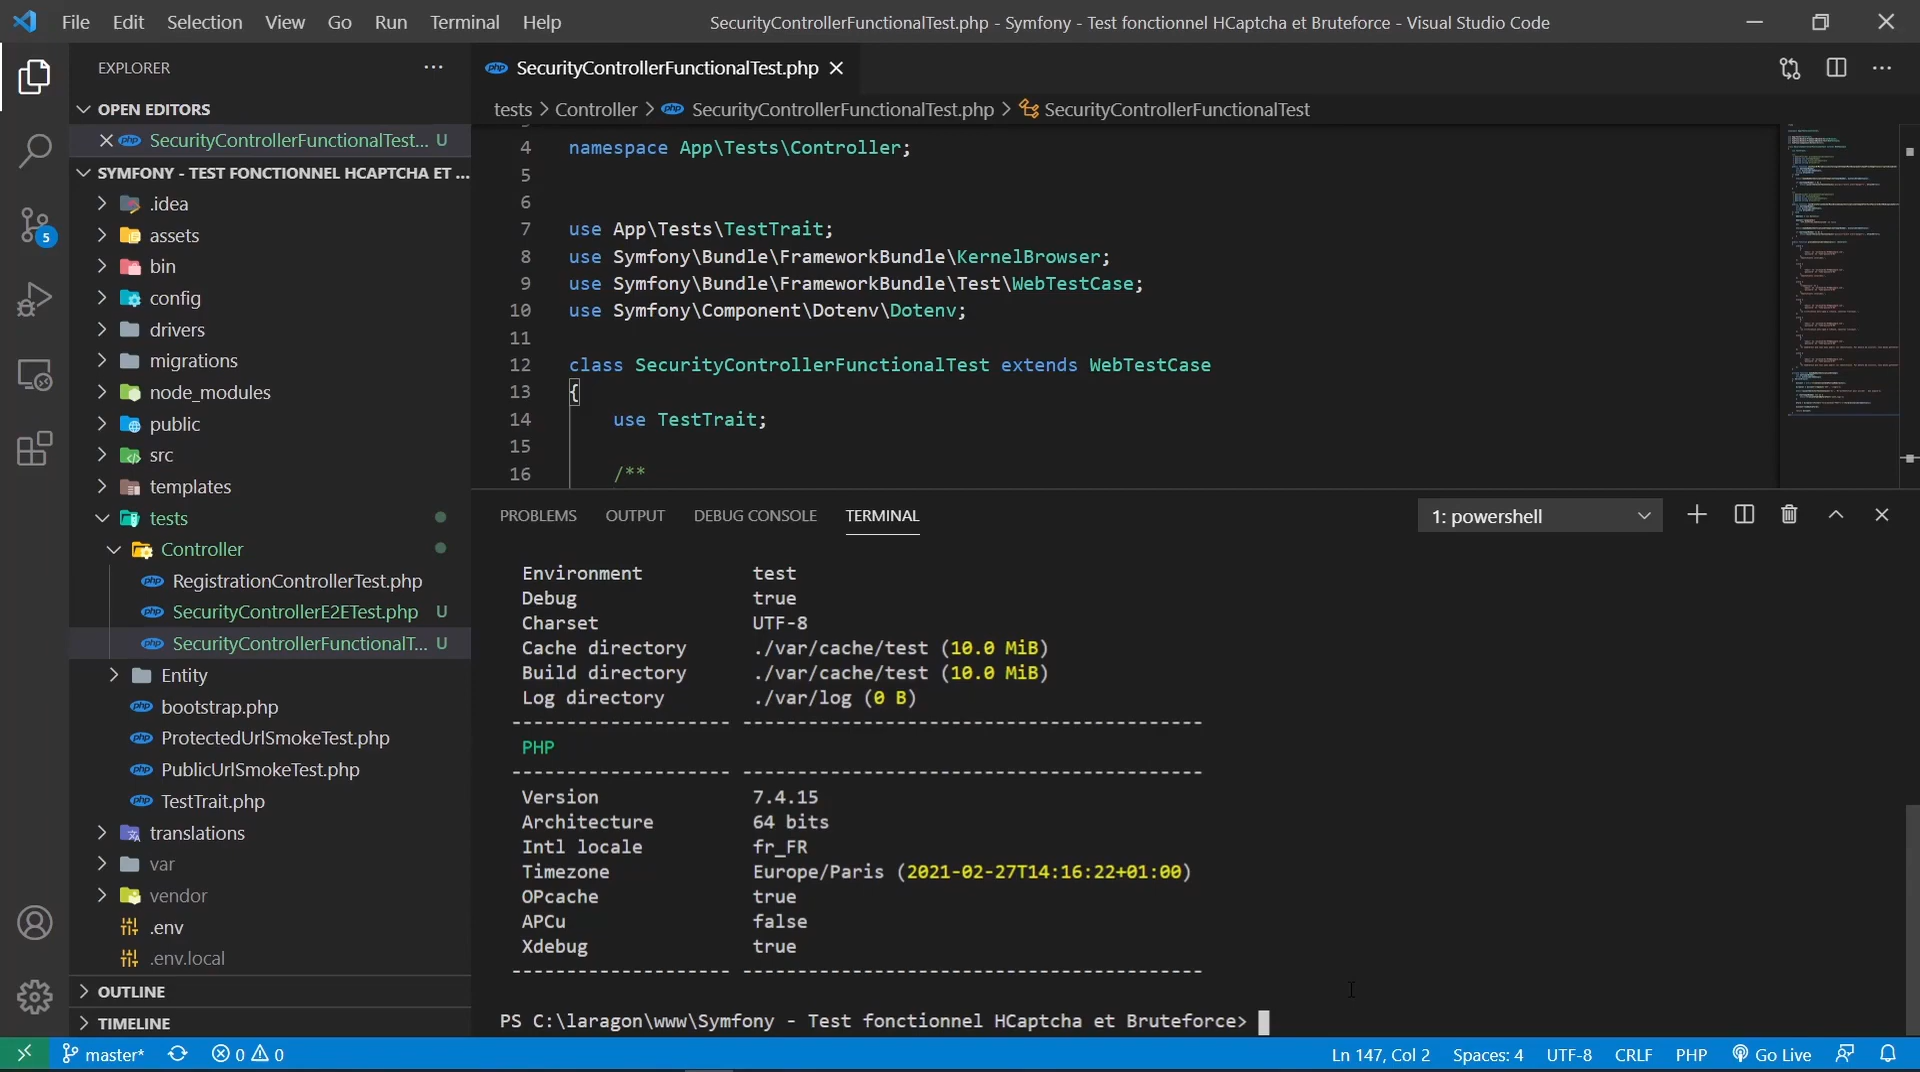 File Edit Selection View Go Run Terminal Help
SecurityControllerFunctionalTest.php - Symfony - Test fonctionnel HCaptcha et Bruteforce - Visual Studio Code
EXPLORER
OPEN EDITORS
SecurityControllerFunctionalTest... U
SYMFONY - TEST FONCTIONNEL HCAPTCHA ET ...
.idea
assets
bin
config
drivers
migrations
node_modules
public
src
templates
tests
Controller
RegistrationControllerTest.php
SecurityControllerE2ETest.php U
SecurityControllerFunctionalT... U
Entity
bootstrap.php
ProtectedUrlSmokeTest.php
PublicUrlSmokeTest.php
TestTrait.php
translations
var
vendor
.env
.env.local
OUTLINE
TIMELINE
5
SecurityControllerFunctionalTest.php
tests > Controller > SecurityControllerFunctionalTest.php > SecurityControllerFunctionalTest
4 namespace App\Tests\Controller;
5
6
7 use App\Tests\TestTrait;
8 use Symfony\Bundle\FrameworkBundle\KernelBrowser;
9 use Symfony\Bundle\FrameworkBundle\Test\WebTestCase;
10 use Symfony\Component\Dotenv\Dotenv;
11
12 class SecurityControllerFunctionalTest extends WebTestCase
13 {
14 use TestTrait;
15
16 /**
PROBLEMS OUTPUT DEBUG CONSOLE TERMINAL
1: powershell
Environment test
Debug true
Charset UTF-8
Cache directory ./var/cache/test (10.0 MiB)
Build directory ./var/cache/test (10.0 MiB)
Log directory ./var/log (0 B)
------------------- ------------------------------------------
PHP
------------------- ------------------------------------------
Version 7.4.15
Architecture 64 bits
Intl locale fr_FR
Timezone Europe/Paris (2021-02-27T14:16:22+01:00)
OPcache true
APCu false
Xdebug true
------------------- ------------------------------------------
PS C:\laragon\www\Symfony - Test fonctionnel HCaptcha et Bruteforce>
master* 0 0
Ln 147, Col 2 Spaces: 4 UTF-8 CRLF PHP Go Live